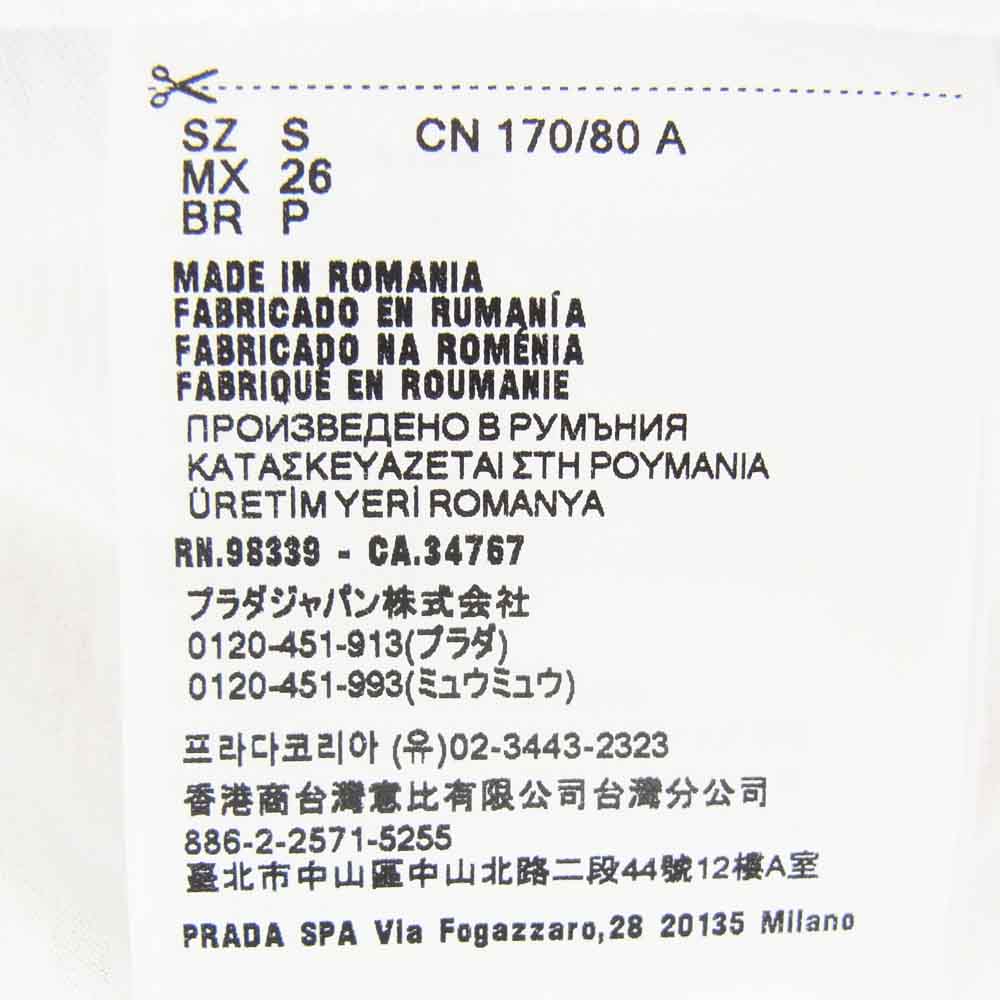 SZ S CN 170/80 A
MX 26
BR P
MADE IN ROMANIA
FABRICADO EN RUMANÍA
FABRICADO NA ROMÉNIA
FABRIQUÉ EN ROUMANIE
ПРОИЗВЕДЕНО В РУМЪНИЯ
ΚΑΤΑΣΚΕΥΑΖΕΤΑΙ ΣΤΗ ΡΟΥΜΑΝΙΑ
ÜRETİM YERİ ROMANYA
RN.98339 - CA.34767
プラダジャパン株式会社
0120-451-913(プラダ)
0120-451-993(ミュウミュウ)
프라다코리아 (유)02-3443-2323
香港商台灣意比有限公司台灣分公司
886-2-2571-5255
臺北市中山區中山北路二段44號12樓A室
PRADA SPA Via Fogazzaro,28 20135 Milano